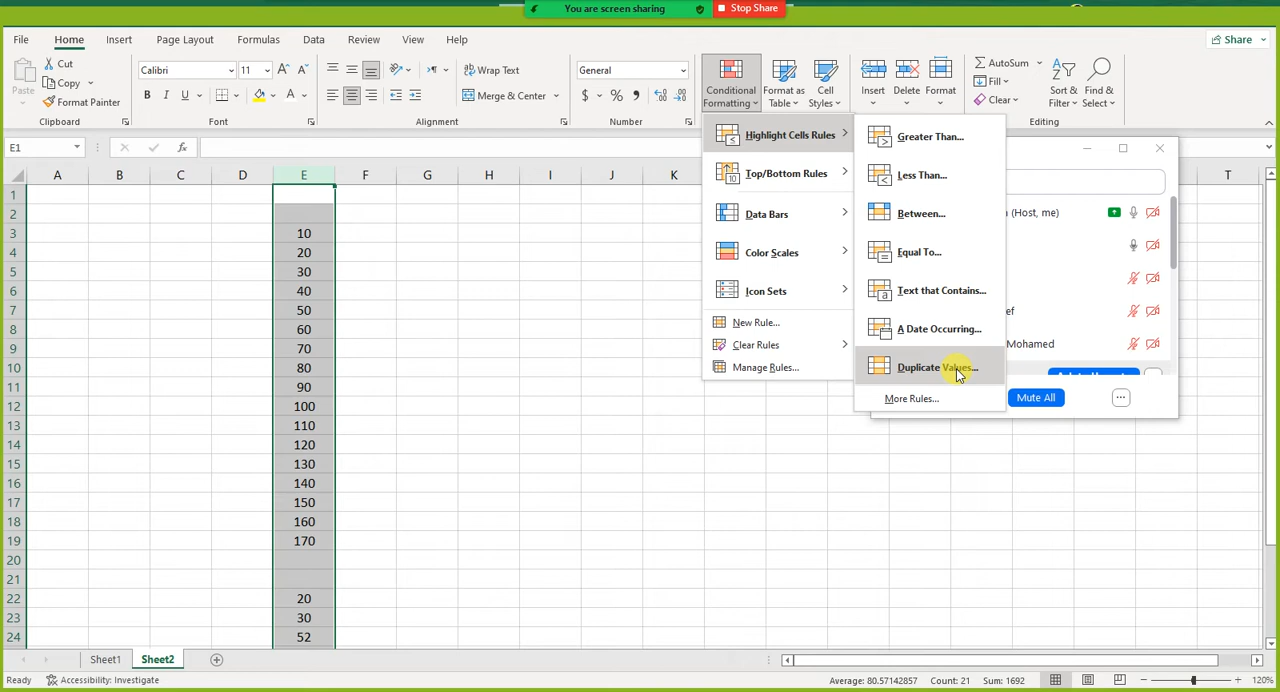 You are screen sharing
Stop Share
File Home Insert Page Layout Formulas Data Review View Help
Share
Paste
Cut
Copy
Format Painter
Clipboard
Calibri 11
B I U
Font
Wrap Text
Merge & Center
Alignment
General
$ % 9
Number
Conditional Formatting
Format as Table
Cell Styles
Insert
Delete
Format
AutoSum
Fill
Clear
Sort & Filter
Find & Select
Editing
E1
fx
Highlight Cells Rules
Top/Bottom Rules
Data Bars
Color Scales
Icon Sets
New Rule...
Clear Rules
Manage Rules...
Greater Than...
Less Than...
Between...
Equal To...
Text that Contains...
A Date Occurring...
Duplicate Values...
More Rules...
(Host, me)
ef
Mohamed
Mute All
A B C D E F G H I J K T
1
2
3 10
4 20
5 30
6 40
7 50
8 60
9 70
10 80
11 90
12 100
13 110
14 120
15 130
16 140
17 150
18 160
19 170
20
21
22 20
23 30
24 52
Sheet1 Sheet2
Ready Accessibility: Investigate Average: 80.57142857 Count: 21 Sum: 1692 120%